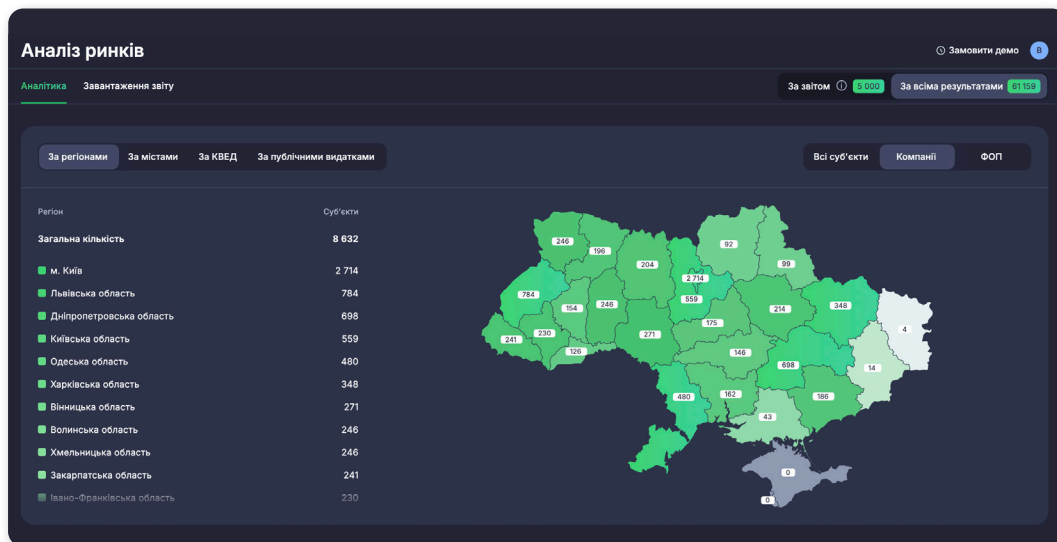 Аналіз ринків
Замовити демо
B
Аналітика Завантаження звіту
За звітом 5 000 За всіма результатами 61 159
За регіонами За містами За КВЕД За публічними видатками
Всі суб'єкти Компанії ФОП
Регіон Суб'єкти
Загальна кількість 8 632
м. Київ 2 714
Львівська область 784
Дніпропетровська область 698
Київська область 559
Одеська область 480
Харківська область 348
Вінницька область 271
Волинська область 246
Хмельницька область 246
Закарпатська область 241
Івано-Франківська область 230
246
196
204
92
99
2 714
784
559
154
246
214
348
175
4
230
241
271
126
146
698
14
480
162
186
43
0
0